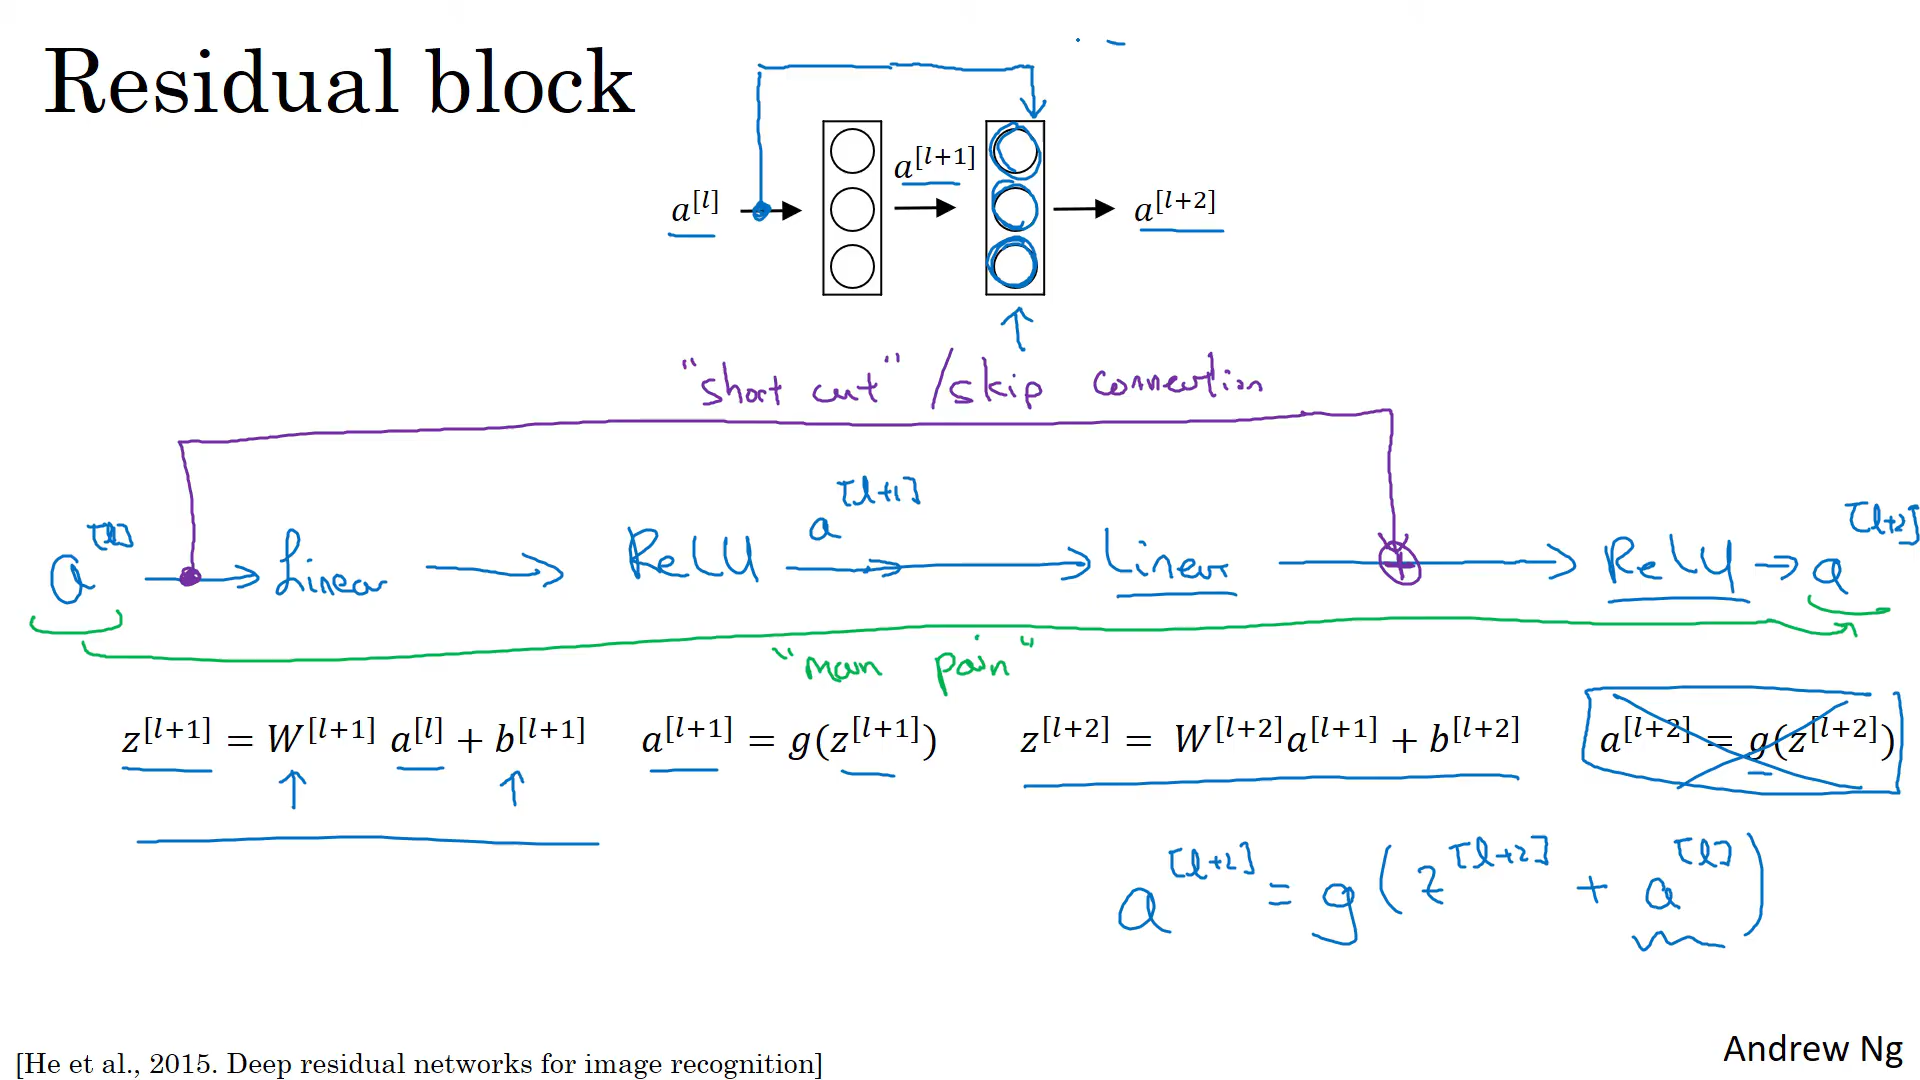 Residual block
a^[l] a^[l+1] a^[l+2]
"short cut" / skip connection
a^[l] → Linear → ReLU a^[l+1] → Linear → ReLU → a^[l+2]
"main path"
z^[l+1] = W^[l+1] a^[l] + b^[l+1] a^[l+1] = g(z^[l+1]) z^[l+2] = W^[l+2]a^[l+1] + b^[l+2] a^[l+2] = g(z^[l+2])
a^[l+2] = g(z^[l+2] + a^[l])
[He et al., 2015. Deep residual networks for image recognition]
Andrew Ng